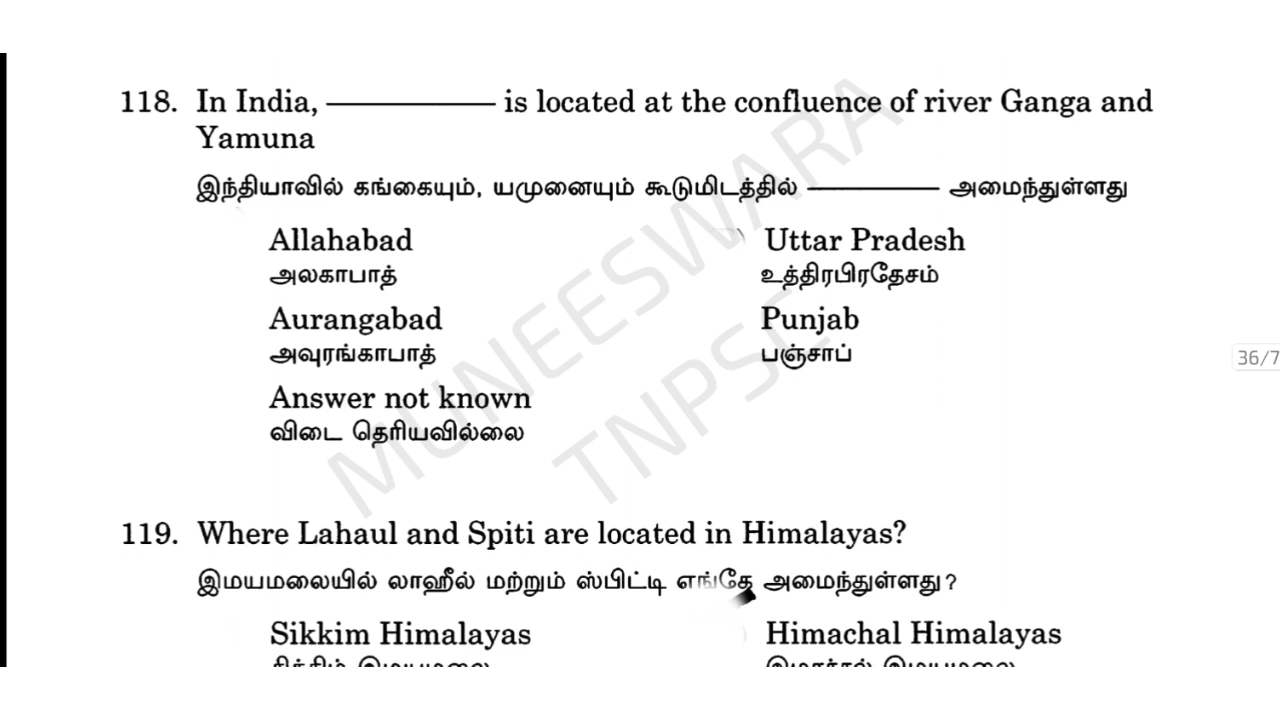 118. In India, ———— is located at the confluence of river Ganga and
Yamuna
இந்தியாவில் கங்கையும், யமுனையும் கூடுமிடத்தில் ———— அமைந்துள்ளது
Allahabad Uttar Pradesh
அலகாபாத் உத்திரபிரதேசம்
Aurangabad Punjab
அவுரங்காபாத் பஞ்சாப்
Answer not known
விடை தெரியவில்லை
36/7
119. Where Lahaul and Spiti are located in Himalayas?
இமயமலையில் லாஹீல் மற்றும் ஸ்பிட்டி எங்கே அமைந்துள்ளது?
Sikkim Himalayas Himachal Himalayas
MUNEESWARA
TNPSC